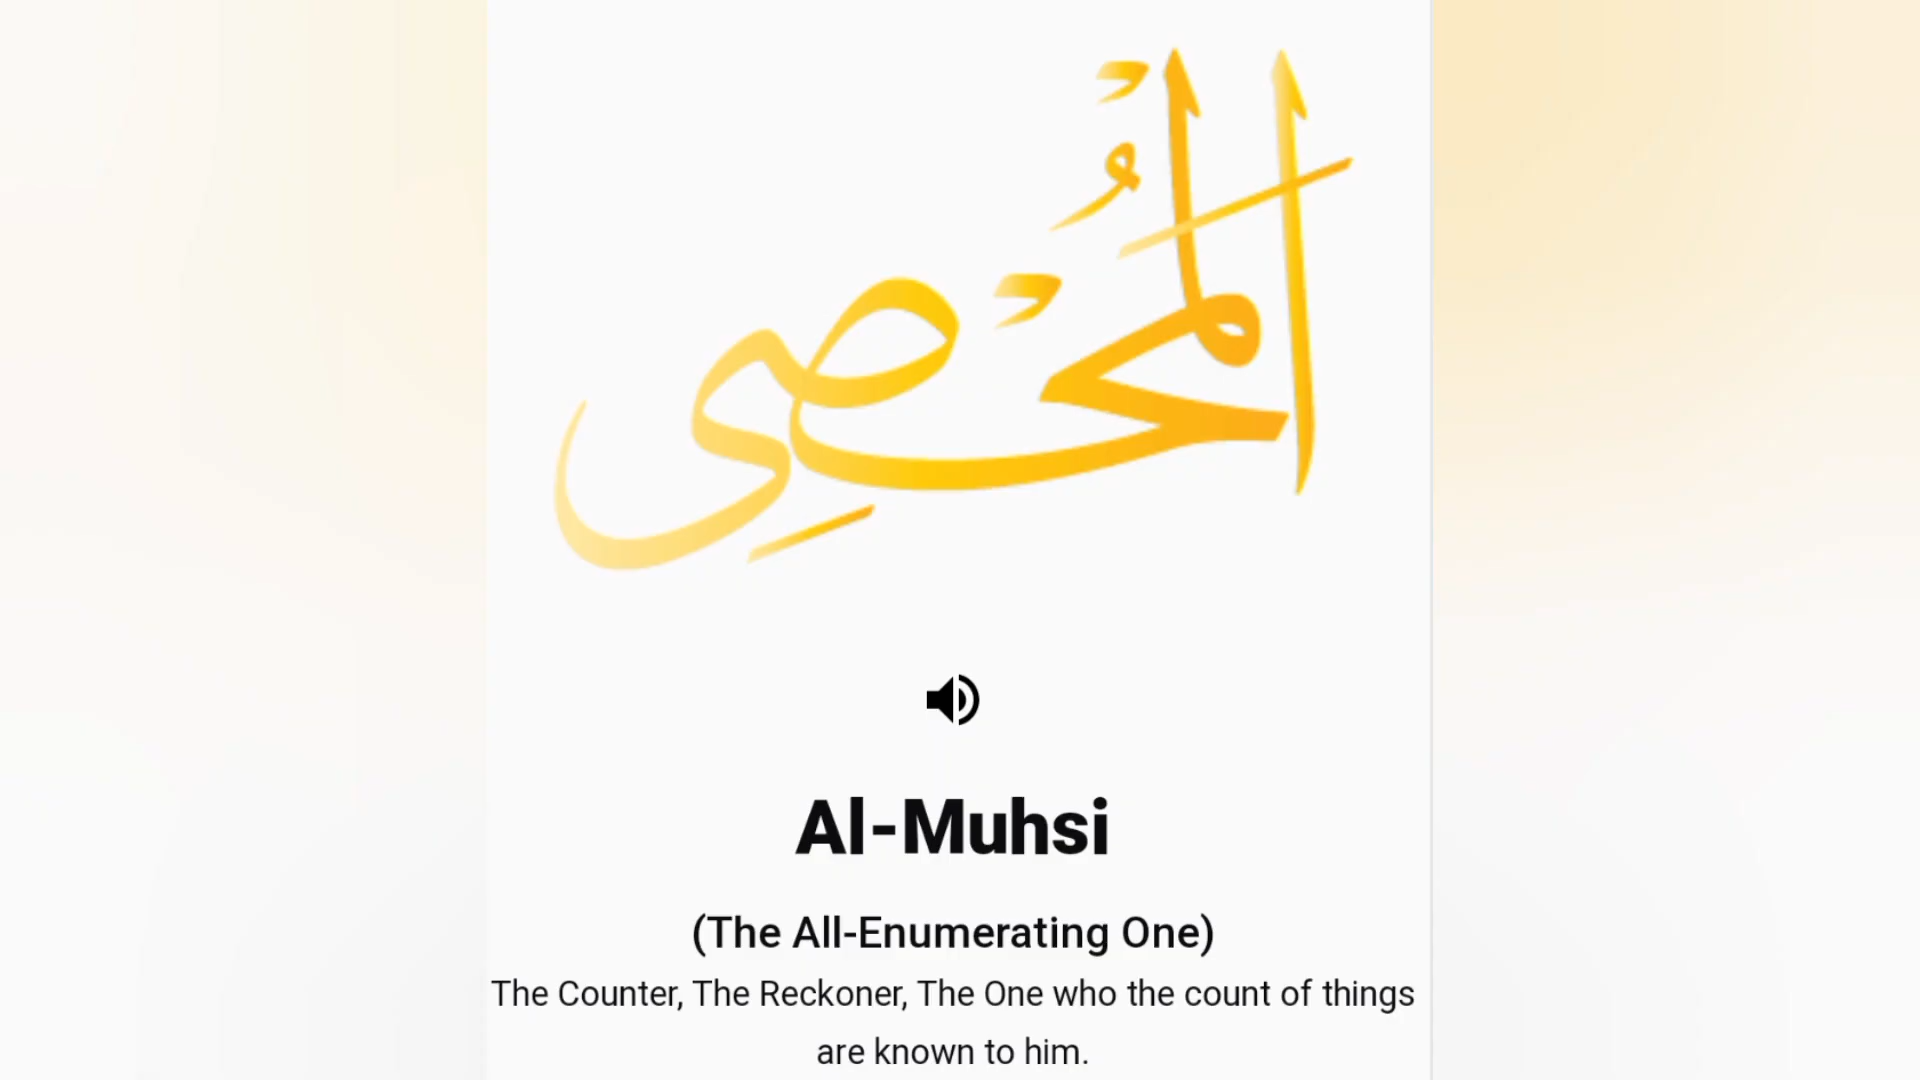 الْمُحْصِي
Al-Muhsi
(The All-Enumerating One)
The Counter, The Reckoner, The One who the count of things
are known to him.